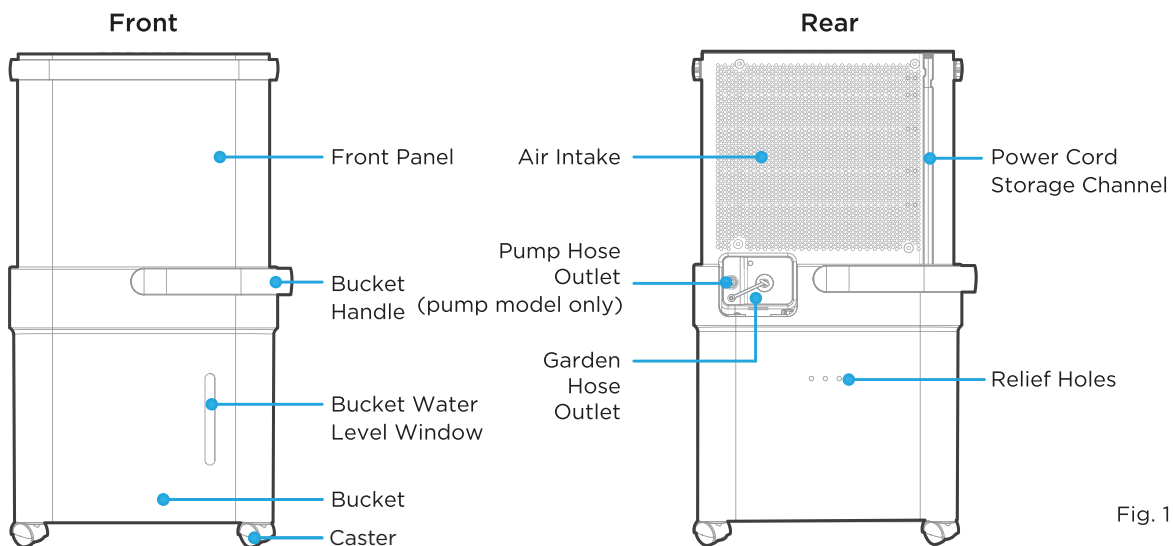 Front
Front Panel
Bucket
Handle
Bucket Water
Level Window
Bucket
Caster
Rear
Air Intake
Pump Hose
Outlet
(pump model only)
Garden
Hose
Outlet
Power Cord
Storage Channel
Relief Holes
Fig. 1